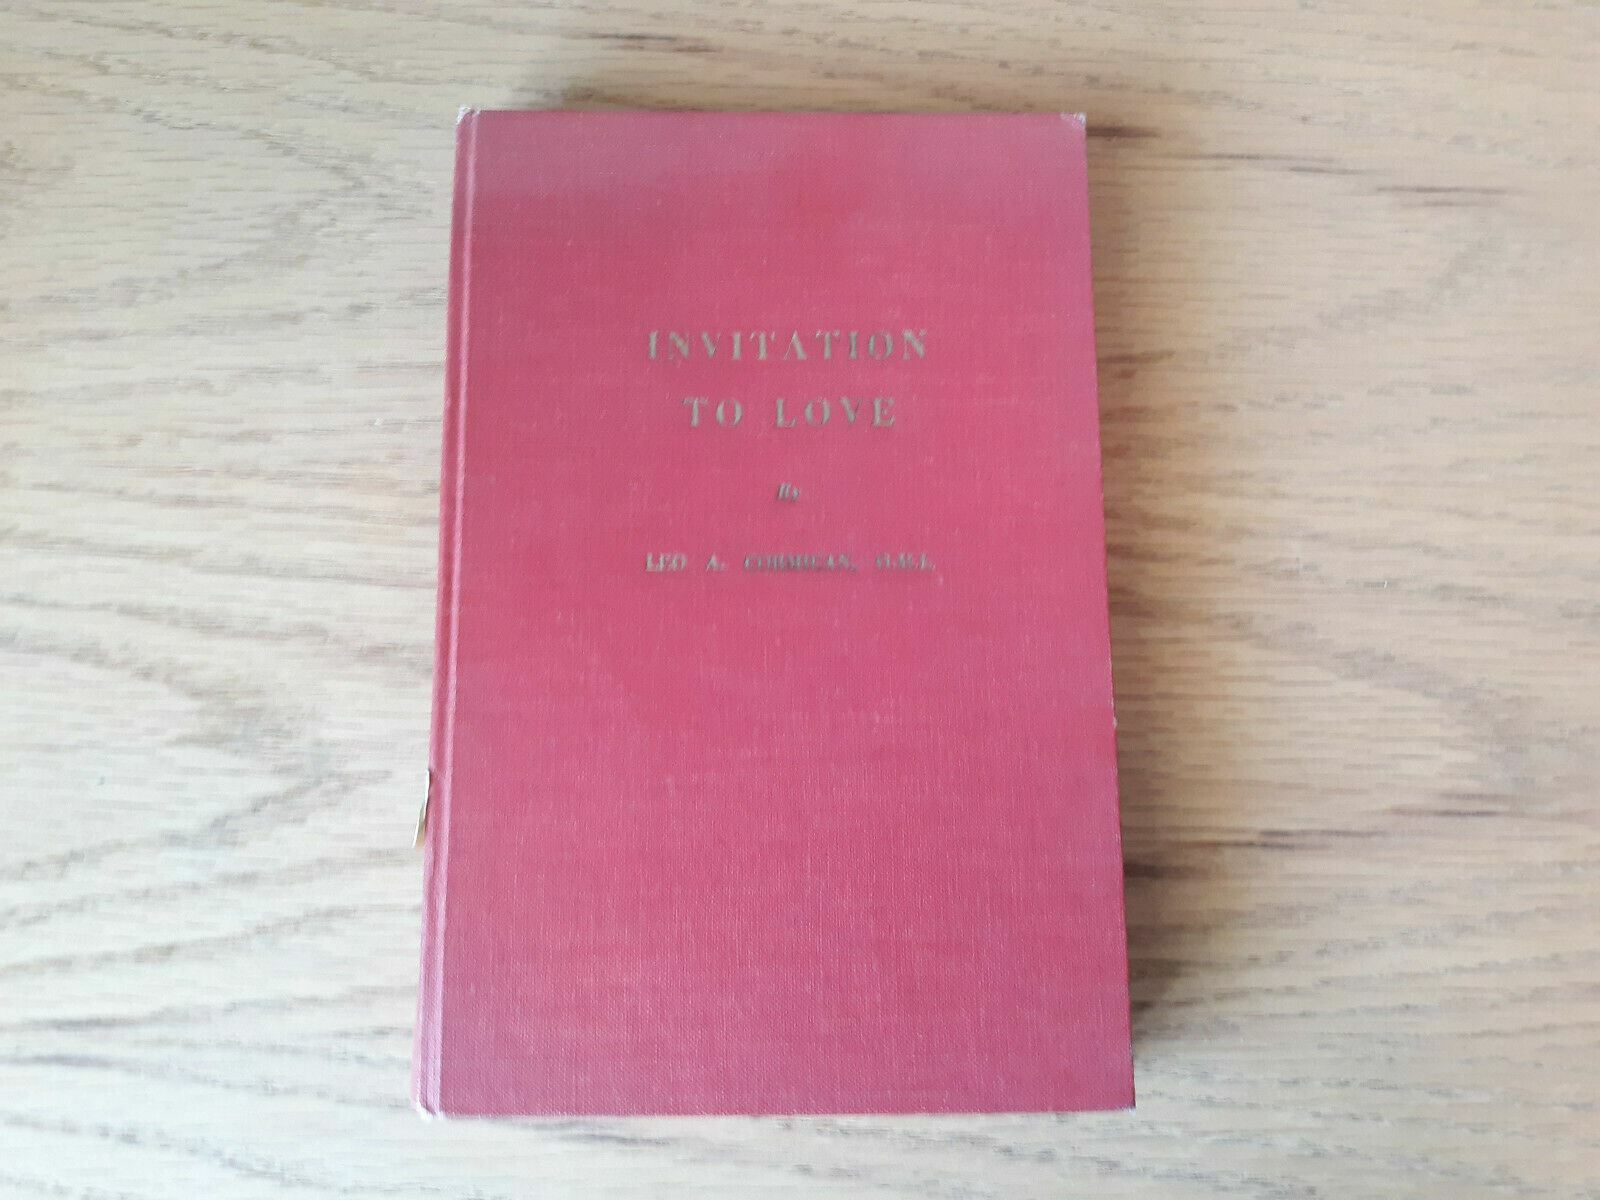 INVITATION
TO LOVE
By
LEO A. CORMICAN, O.M.I.